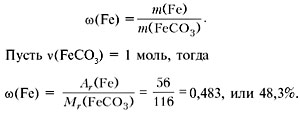 ω(Fe) = m(Fe) / m(FeCO₃).
Пусть ν(FeCO₃) = 1 моль, тогда
ω(Fe) = Aᵣ(Fe) / Mᵣ(FeCO₃) = 56 / 116 = 0,483, или 48,3%.